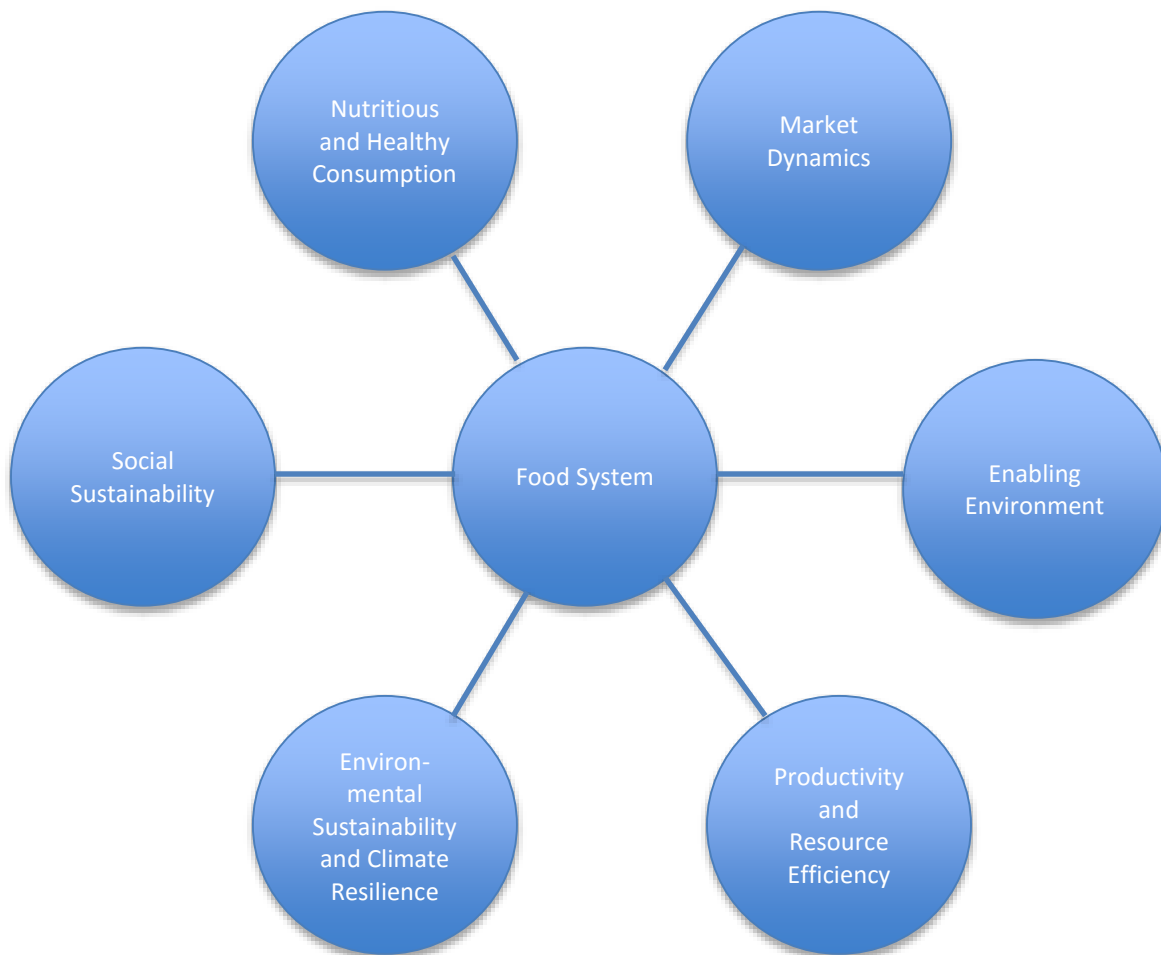 Nutritious
and Healthy
Consumption
Market
Dynamics
Social
Sustainability
Food System
Enabling
Environment
Environ-
mental
Sustainability
and Climate
Resilience
Productivity
and
Resource
Efficiency